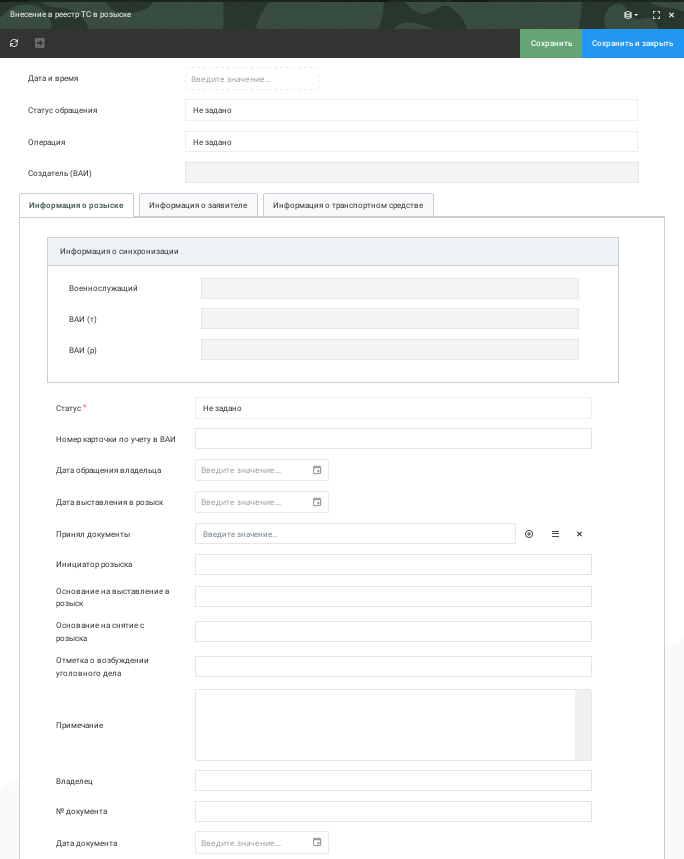 Внесение в реестр ТС в розыске
Сохранить
Сохранить и закрыть
Дата и время
Введите значение...
Статус обращения
Не задано
Операция
Не задано
Создатель (ВАИ)
Информация о розыске
Информация о заявителе
Информация о транспортном средстве
Информация о синхронизации
Военнослужащий
ВАИ (т)
ВАИ (р)
Статус *
Не задано
Номер карточки по учету в ВАИ
Дата обращения владельца
Введите значение...
Дата выставления в розыск
Введите значение...
Принял документы
Введите значение...
Инициатор розыска
Основание на выставление в
розыск
Основание на снятие с
розыска
Отметка о возбуждении
уголовного дела
Примечание
Владелец
№ документа
Дата документа
Введите значение...